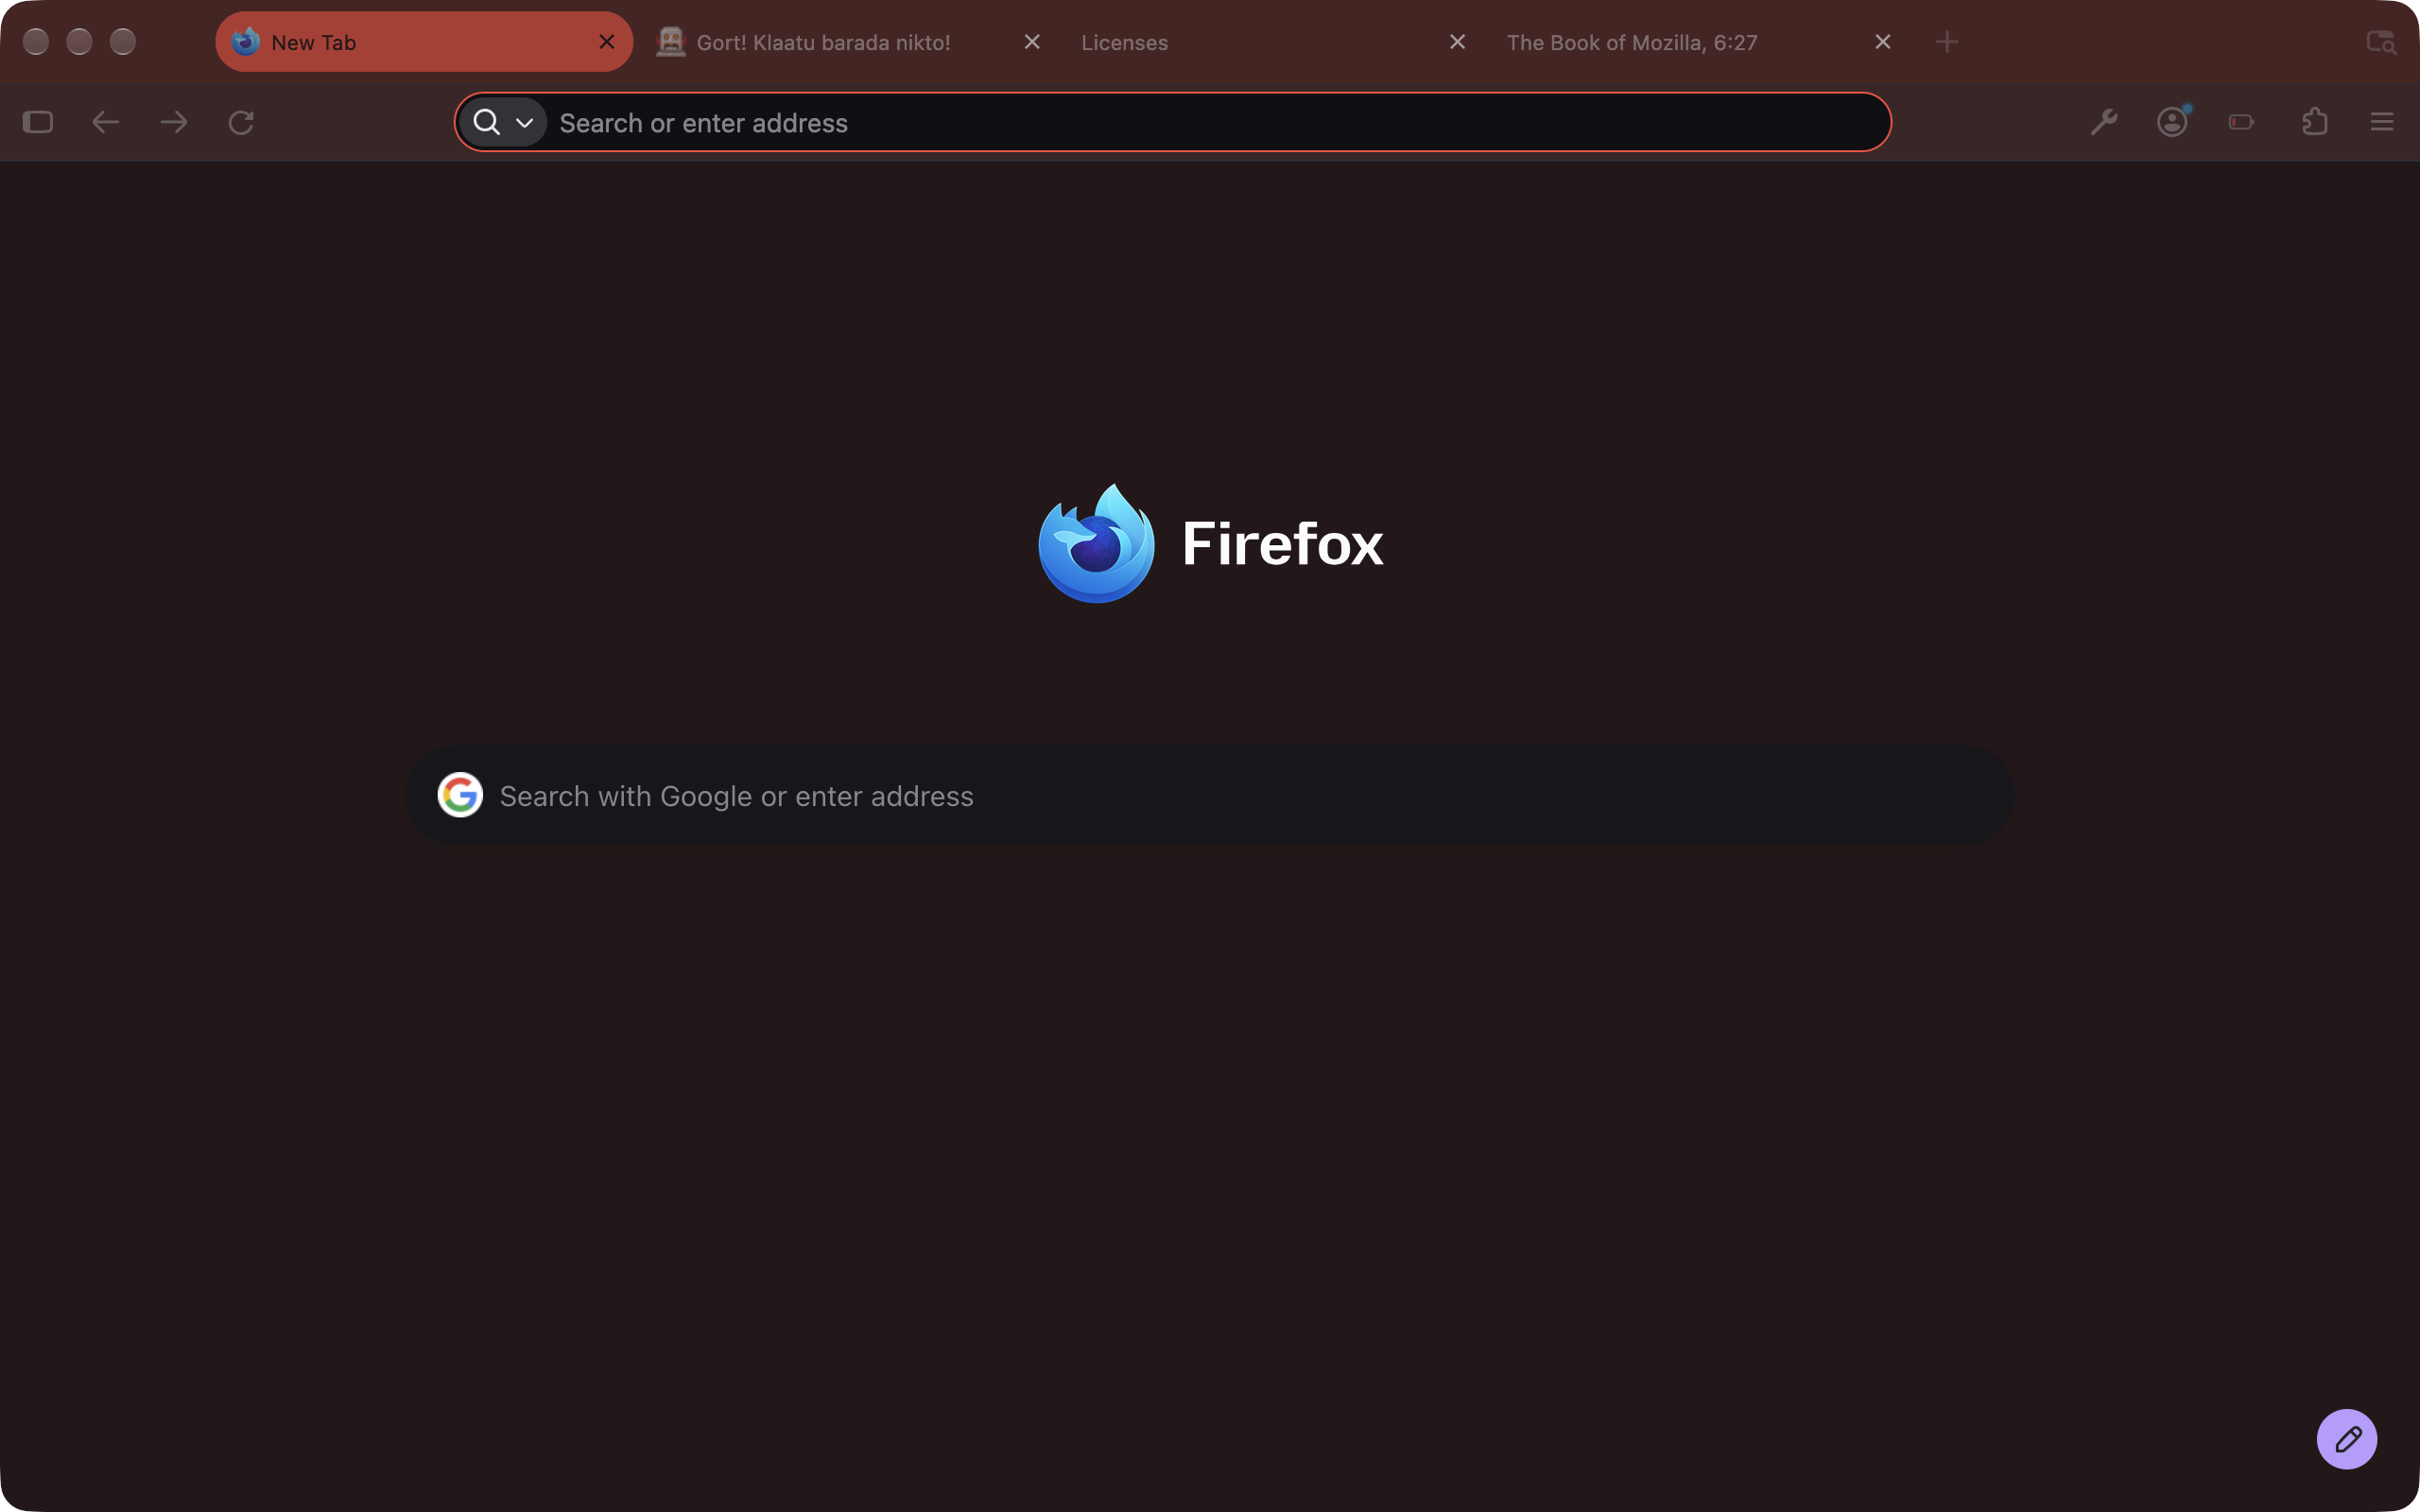 New Tab
Gort! Klaatu barada nikto!
Licenses
The Book of Mozilla, 6:27
Search or enter address
Firefox
Search with Google or enter address